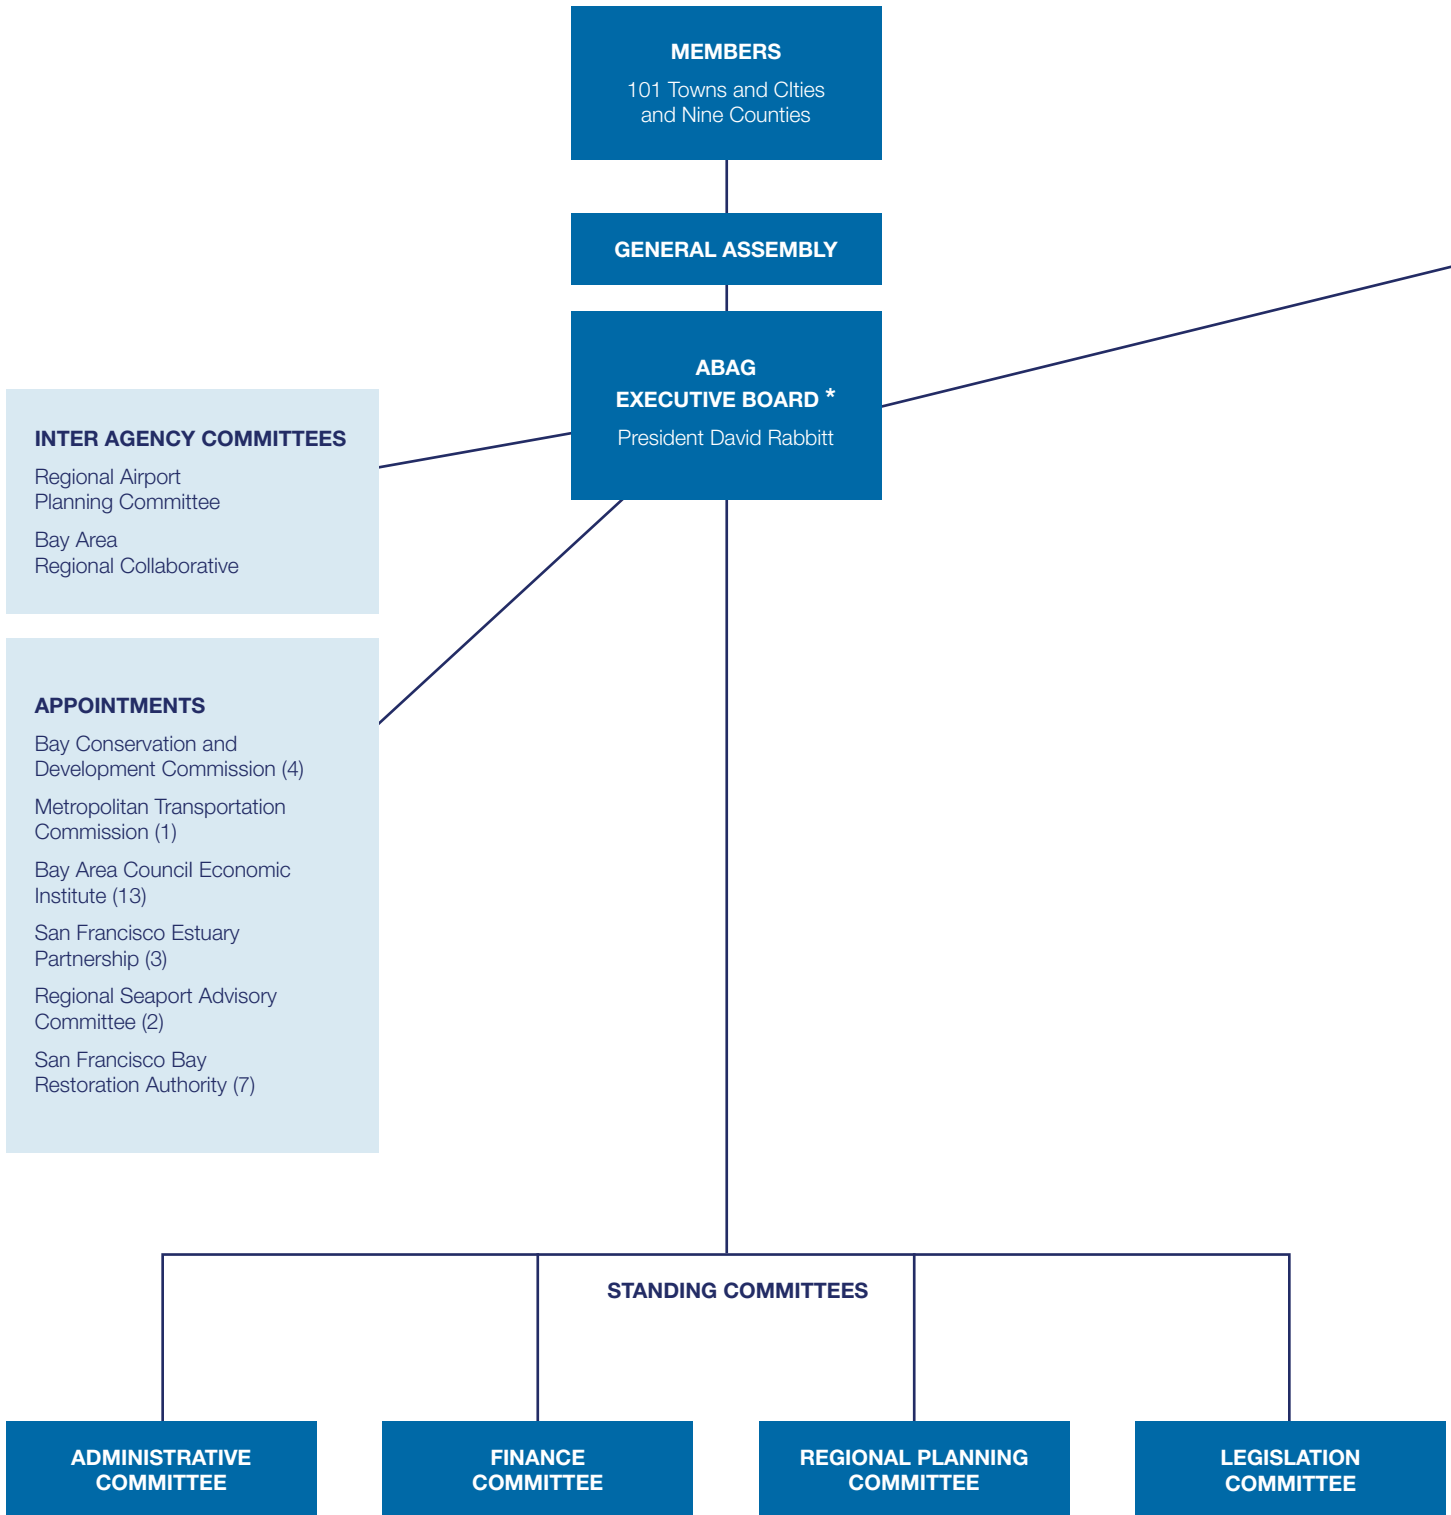 MEMBERS
101 Towns and CIties
and Nine Counties
GENERAL ASSEMBLY
ABAG
EXECUTIVE BOARD *
President David Rabbitt
INTER AGENCY COMMITTEES
Regional Airport
Planning Committee
Bay Area
Regional Collaborative
APPOINTMENTS
Bay Conservation and
Development Commission (4)
Metropolitan Transportation
Commission (1)
Bay Area Council Economic
Institute (13)
San Francisco Estuary
Partnership (3)
Regional Seaport Advisory
Committee (2)
San Francisco Bay
Restoration Authority (7)
STANDING COMMITTEES
ADMINISTRATIVE
COMMITTEE
FINANCE
COMMITTEE
REGIONAL PLANNING
COMMITTEE
LEGISLATION
COMMITTEE